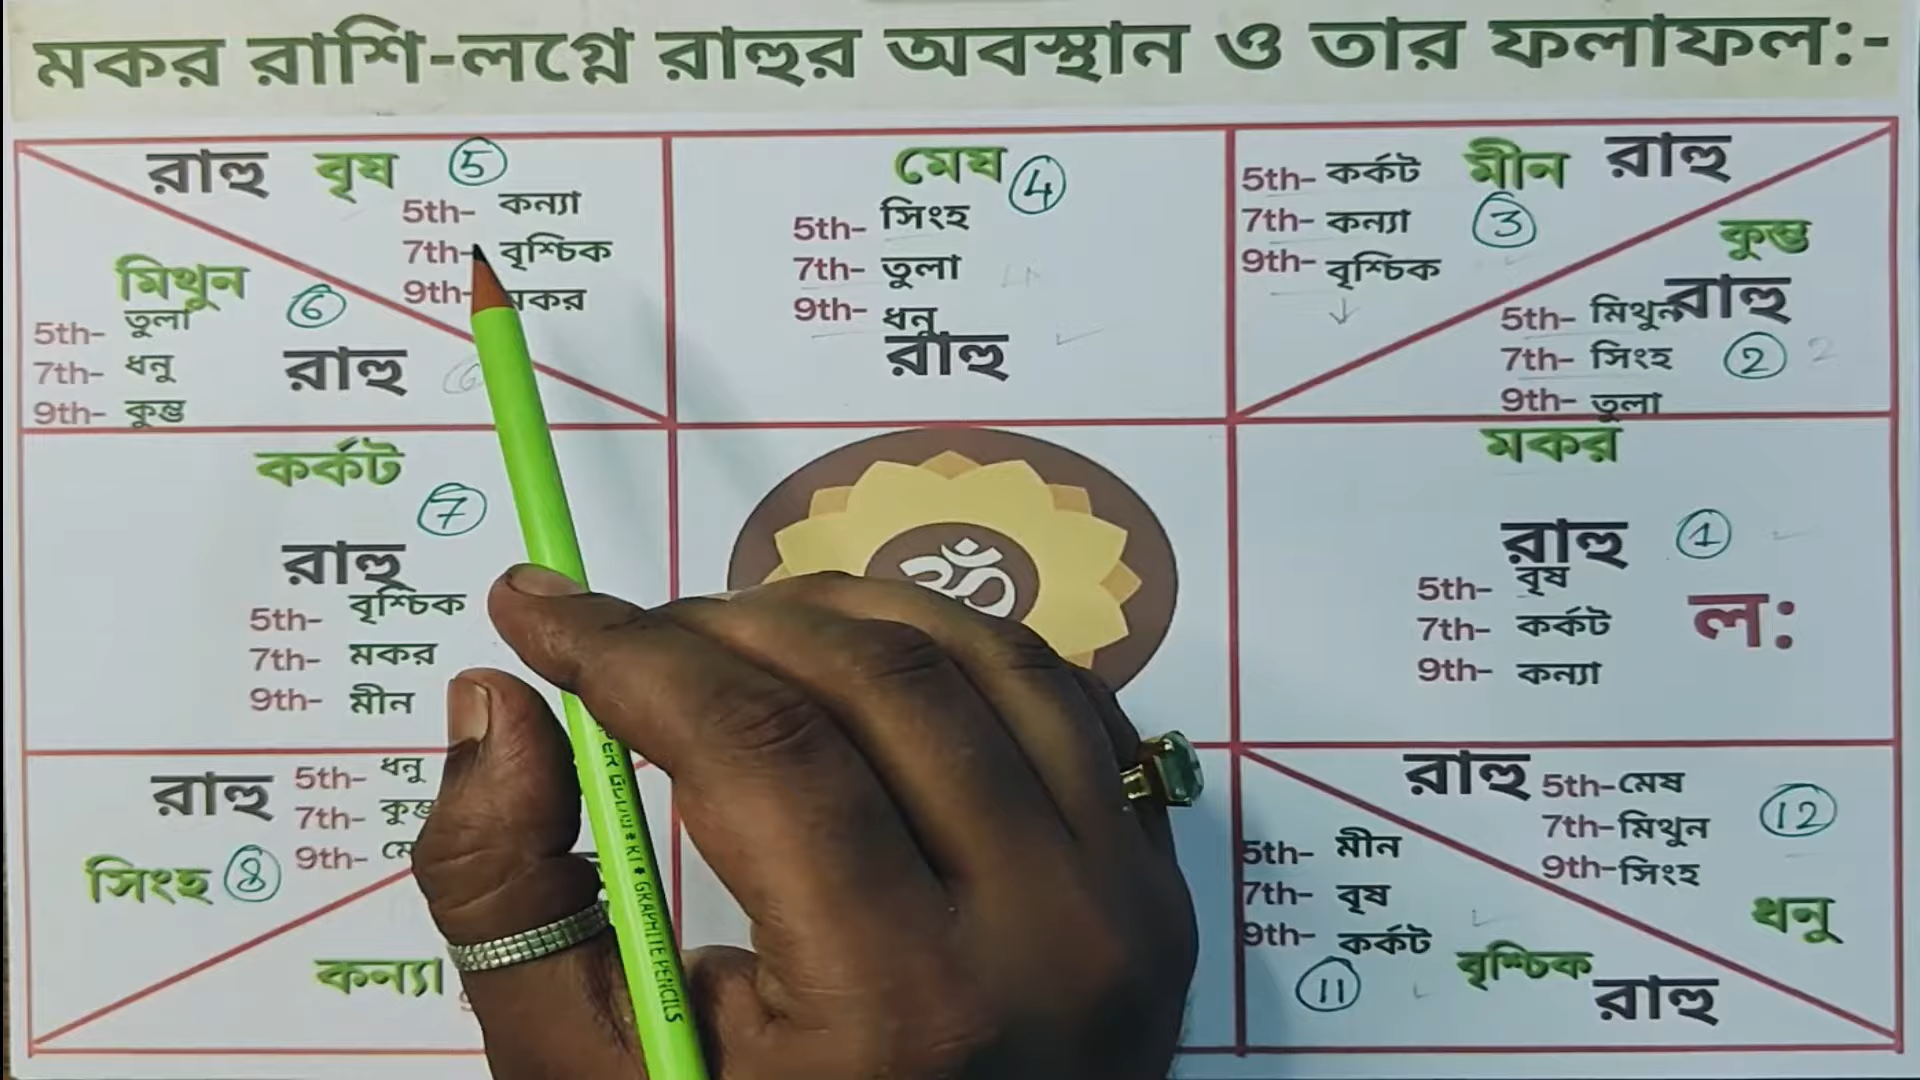 মকর রাশি-লগ্নে রাহুর অবস্থান ও তার ফলাফল:-
রাহু বৃষ 5
5th- কন্যা
7th- বৃশ্চিক
9th- মকর
মিথুন 6
5th- তুলা
7th- ধনু
9th- কুম্ভ
রাহু
মেষ 4
5th- সিংহ
7th- তুলা
9th- ধনু
রাহু
মীন রাহু
5th- কর্কট
7th- কন্যা 3
9th- বৃশ্চিক
কুম্ভ
রাহু
5th- মিথুন
7th- সিংহ 2 2
9th- তুলা
কর্কট
7
রাহু
5th- বৃশ্চিক
7th- মকর
9th- মীন
ॐ
মকর
রাহু 1
5th- বৃষ
7th- কর্কট
9th- কন্যা
ল:
রাহু 5th- ধনু
7th-
9th-
সিংহ 8
কন্যা
রাহু 5th-মেষ
7th-মিথুন 12
9th-সিংহ
ধনু
5th- মীন
7th- বৃষ
9th- কর্কট
11 বৃশ্চিক
রাহু
GRAPHITE PENCILS